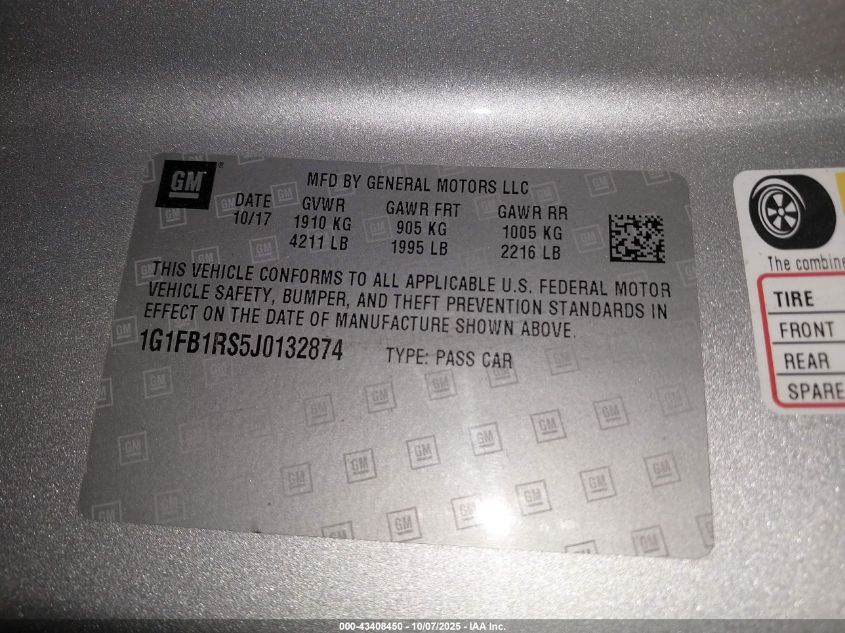 GM
MFD BY GENERAL MOTORS LLC
DATE GVWR GAWR FRT GAWR RR
10/17 1910 KG 905 KG 1005 KG
4211 LB 1995 LB 2216 LB
THIS VEHICLE CONFORMS TO ALL APPLICABLE U.S. FEDERAL MOTOR
VEHICLE SAFETY, BUMPER, AND THEFT PREVENTION STANDARDS IN
EFFECT ON THE DATE OF MANUFACTURE SHOWN ABOVE.
1G1FB1RS5J0132874 TYPE: PASS CAR
The combine
TIRE
FRONT
REAR
SPARE
000-43408450 - 10/07/2025 - IAA Inc.